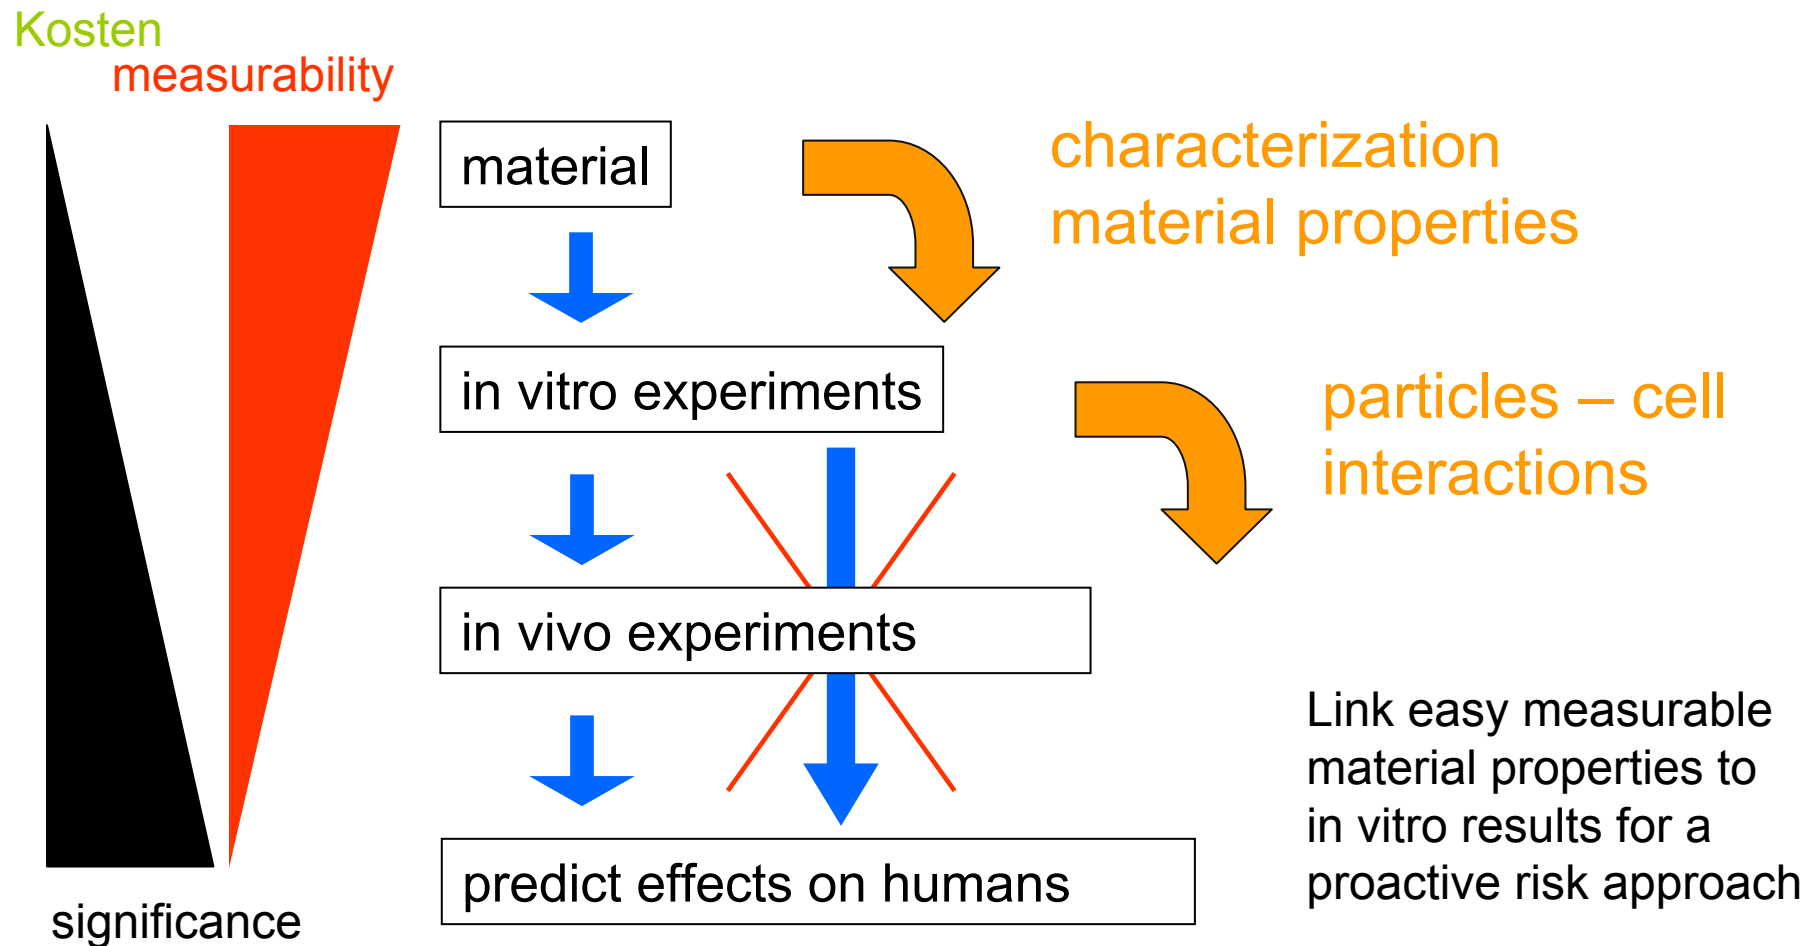 Kosten
measurability
material
characterization
material properties
in vitro experiments
particles – cell
interactions
in vivo experiments
Link easy measurable
material properties to
in vitro results for a
proactive risk approach
predict effects on humans
significance